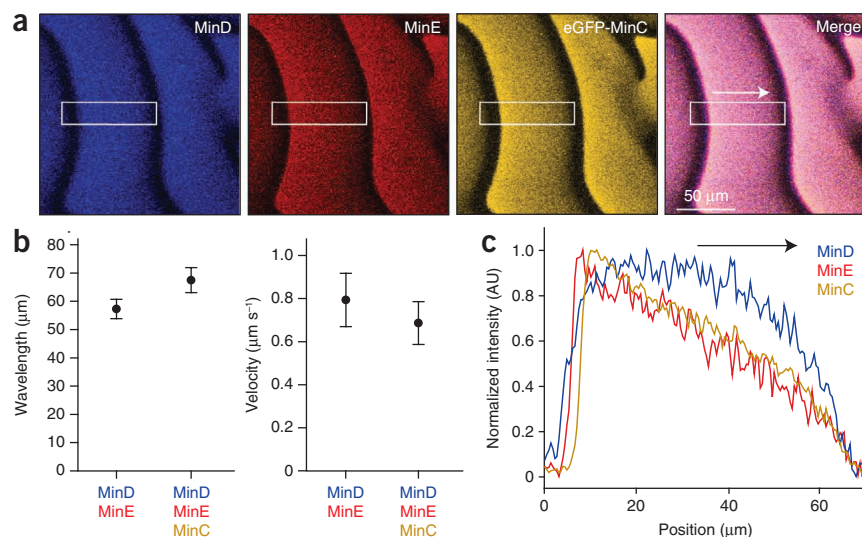 a
MinD
MinE
eGFP-MinC
Merge
50 μm
b
80
70
60
50
40
30
20
10
0
Wavelength (μm)
MinD
MinE
MinD
MinE
MinC
1.0
0.8
0.6
0.4
0.2
0
Velocity (μm s⁻¹)
MinD
MinE
MinD
MinE
MinC
c
1.0
0.8
0.6
0.4
0.2
0
Normalized intensity (AU)
MinD
MinE
MinC
0
20
40
60
Position (μm)